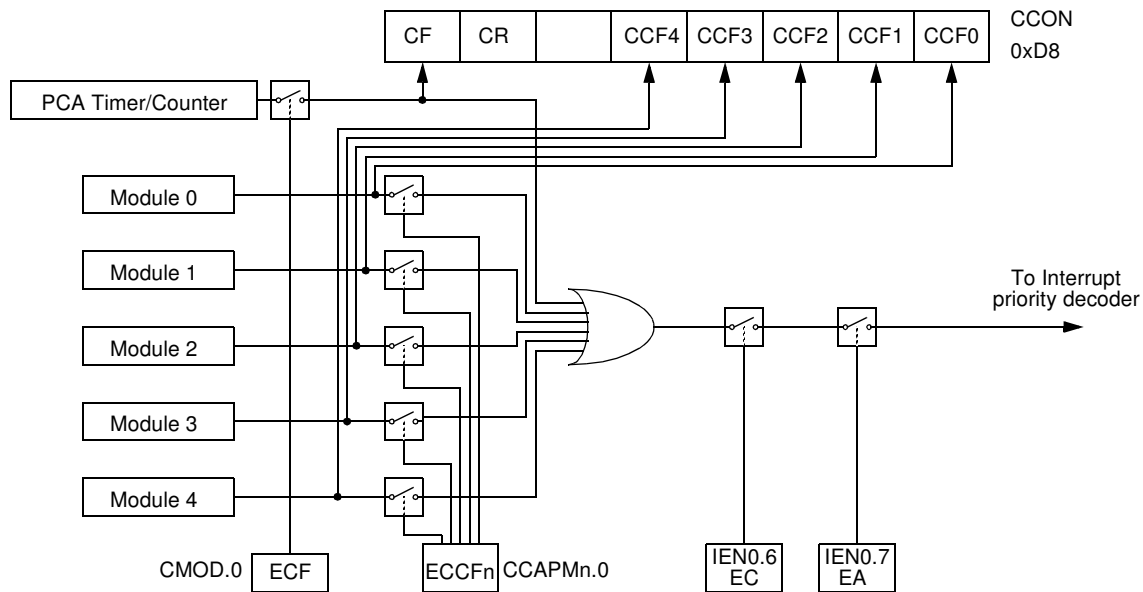 CF CR CCF4 CCF3 CCF2 CCF1 CCF0
CCON
0xD8
PCA Timer/Counter
Module 0
Module 1
Module 2
Module 3
Module 4
To Interrupt
priority decoder
CMOD.0 ECF
ECCFn CCAPMn.0
IEN0.6
EC
IEN0.7
EA